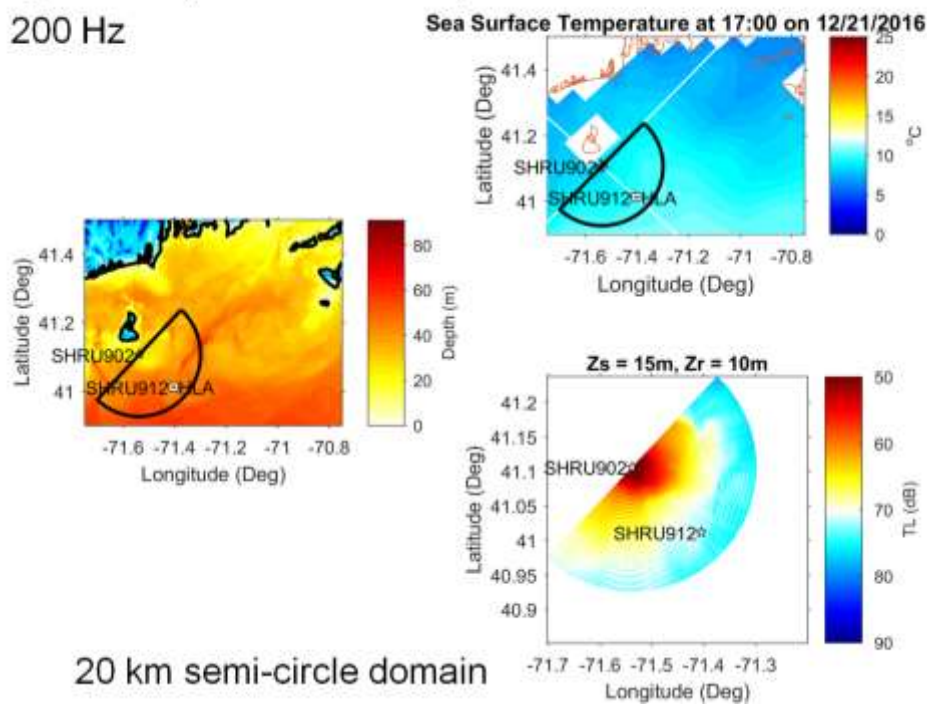 200 Hz
Sea Surface Temperature at 17:00 on 12/21/2016
41.4
41.2
41
Latitude (Deg)
SHRU902
SHRU912 HLA
-71.6 -71.4 -71.2 -71 -70.8
Longitude (Deg)
25
20
15
10
5
0
°C
41.4
41.2
41
Latitude (Deg)
SHRU902
SHRU912 HLA
-71.6 -71.4 -71.2 -71 -70.8
Longitude (Deg)
80
60
40
20
0
Depth (m)
Zs = 15m, Zr = 10m
41.2
41.15
41.1
41.05
41
40.95
40.9
Latitude (Deg)
SHRU902
SHRU912
-71.7 -71.6 -71.5 -71.4 -71.3
Longitude (Deg)
50
60
70
80
90
TL (dB)
20 km semi-circle domain